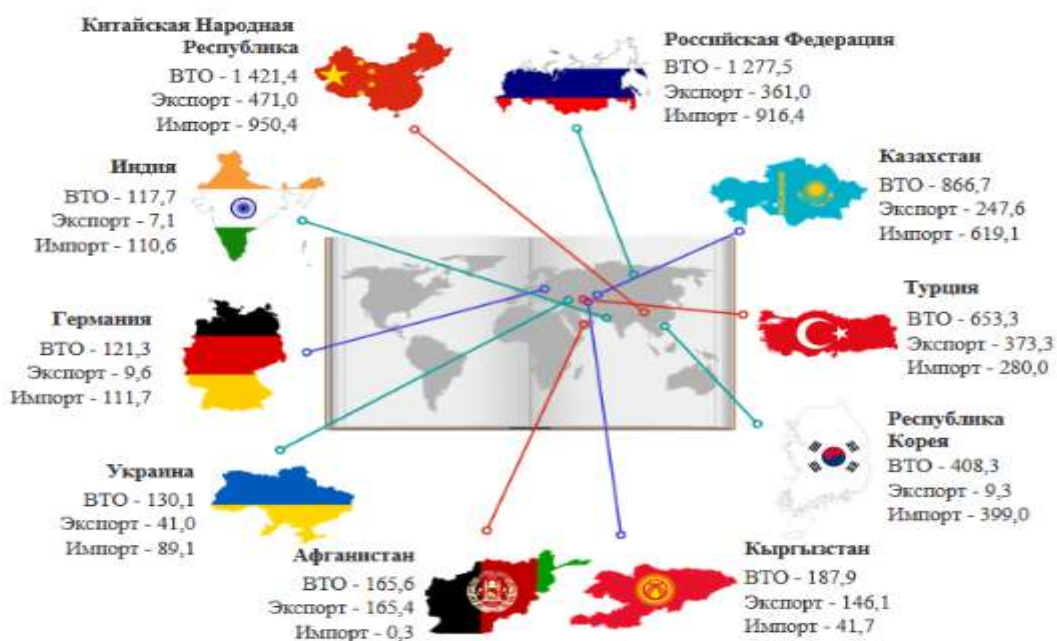 Китайская Народная
Республика
ВТО - 1 421,4
Экспорт - 471,0
Импорт - 950,4
Российская Федерация
ВТО - 1 277,5
Экспорт - 361,0
Импорт - 916,4
Индия
ВТО - 117,7
Экспорт - 7,1
Импорт - 110,6
Казахстан
ВТО - 866,7
Экспорт - 247,6
Импорт - 619,1
Германия
ВТО - 121,3
Экспорт - 9,6
Импорт - 111,7
Турция
ВТО - 653,3
Экспорт - 373,3
Импорт - 280,0
Украина
ВТО - 130,1
Экспорт - 41,0
Импорт - 89,1
Республика
Корея
ВТО - 408,3
Экспорт - 9,3
Импорт - 399,0
Афганистан
ВТО - 165,6
Экспорт - 165,4
Импорт - 0,3
Кыргызстан
ВТО - 187,9
Экспорт - 146,1
Импорт - 41,7